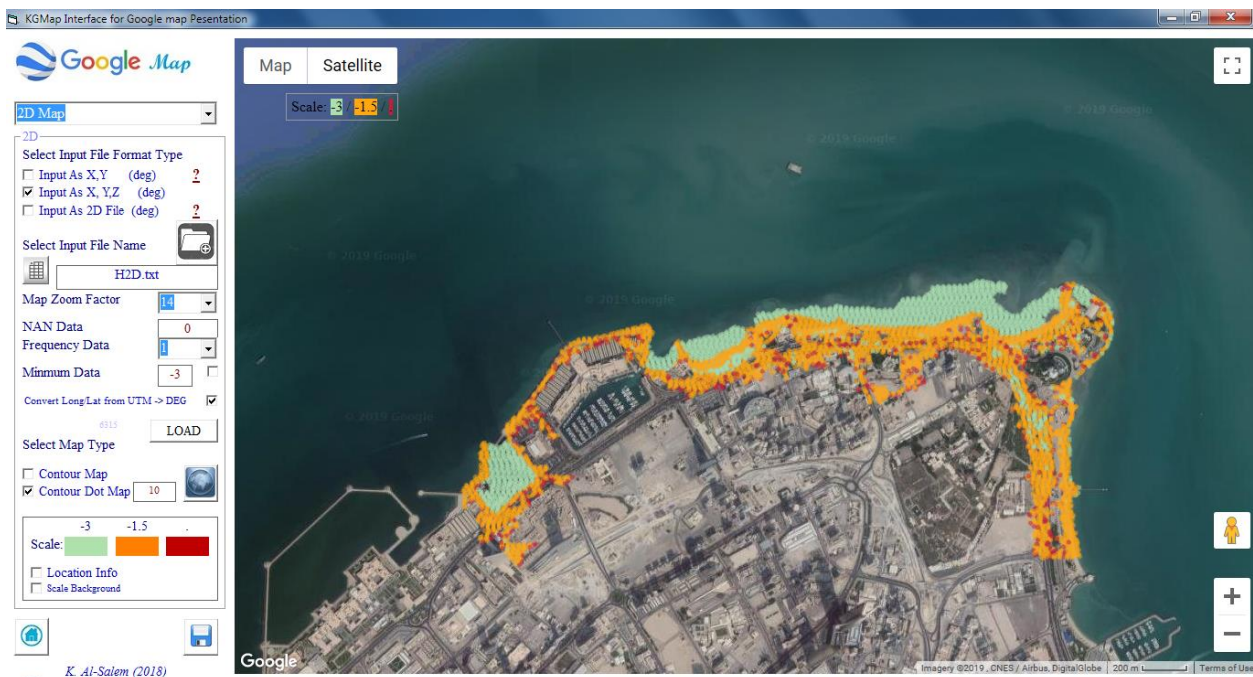 KGMap Interface for Google map Pesentation
Google Map
2D Map
2D
Select Input File Format Type
Input As X,Y (deg) ?
Input As X, Y,Z (deg)
Input As 2D File (deg) ?
Select Input File Name
H2D.txt
Map Zoom Factor 14
NAN Data 0
Frequency Data 1
Minmum Data -3
Convert Long/Lat from UTM -> DEG
6315
LOAD
Select Map Type
Contour Map
Contour Dot Map 10
-3 -1.5 .
Scale:
Location Info
Scale Background
K. Al-Salem (2018)
Map Satellite
Scale: -3 / -1.5 / .
© 2019 Google
© 2019 Google
© 2019 Google
© 2019 Google
Google
Imagery ©2019 , CNES / Airbus, DigitalGlobe 200 m Terms of Use